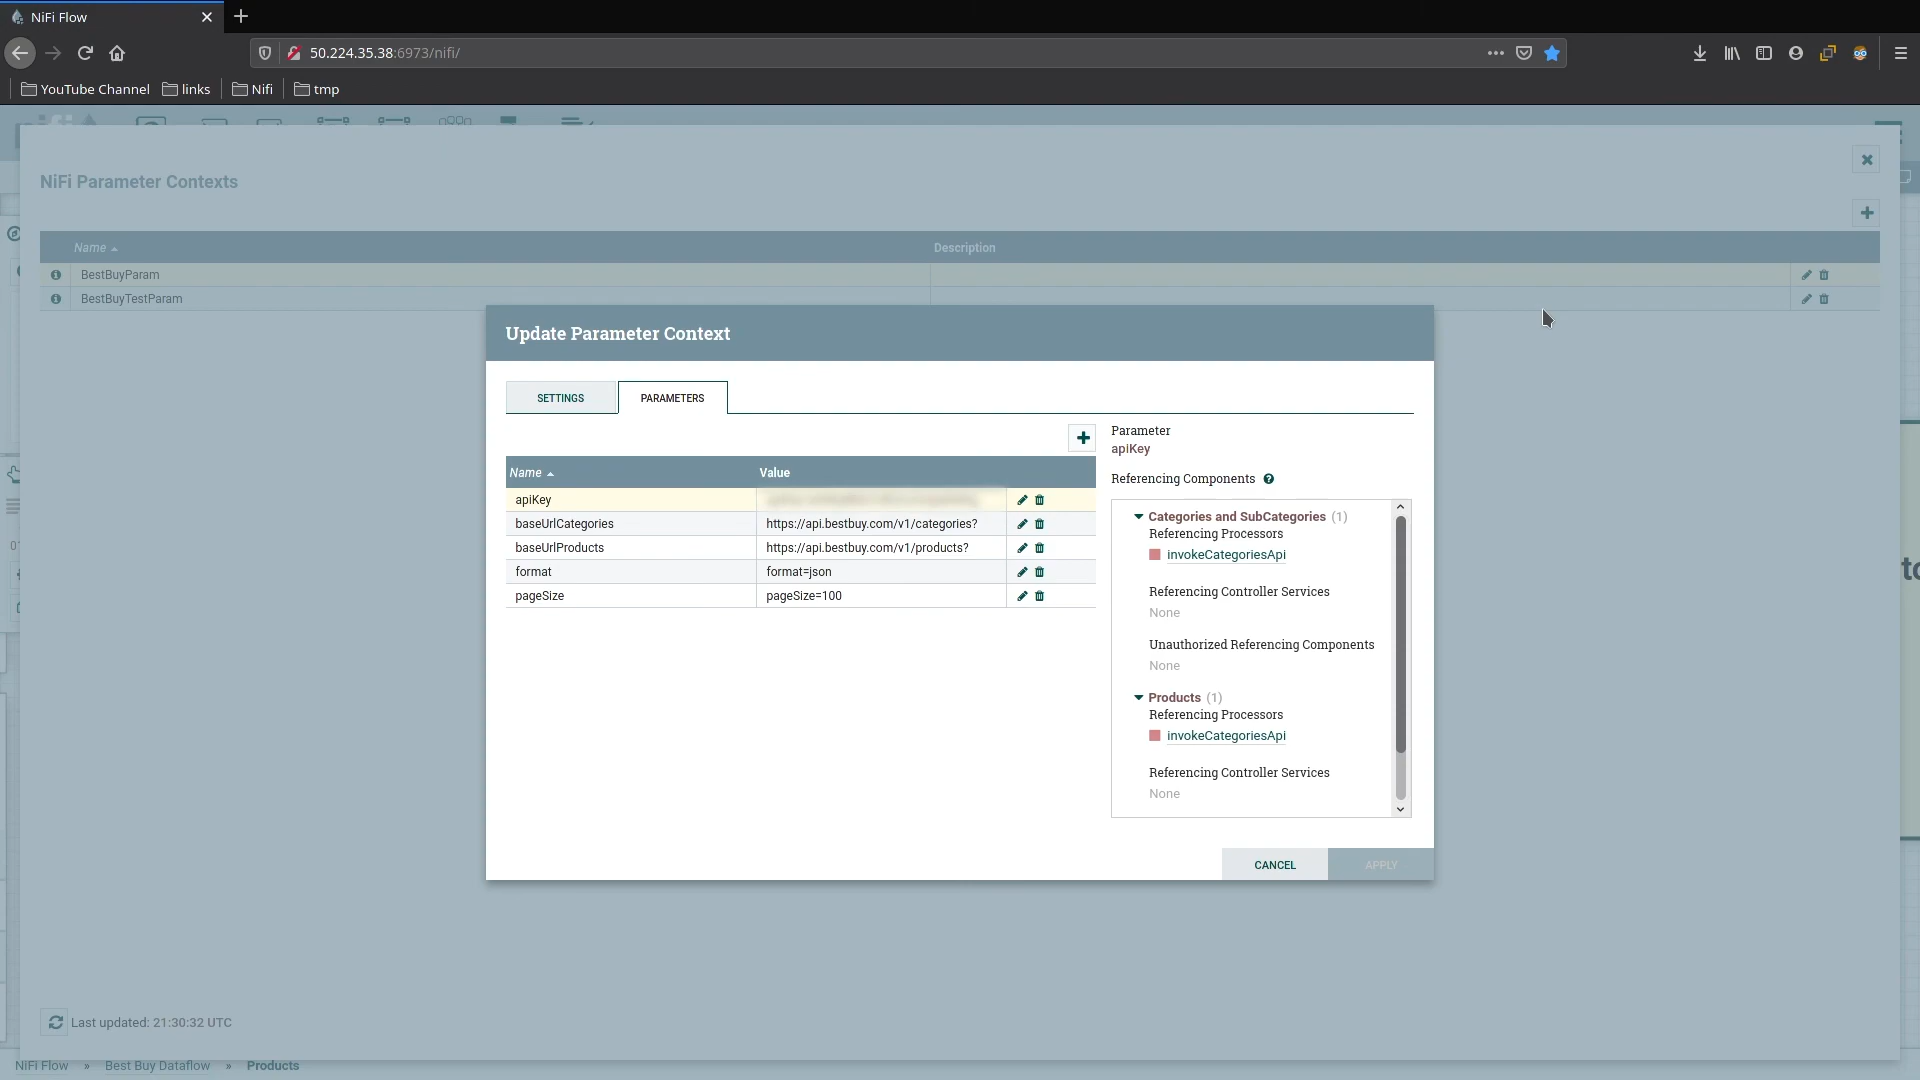 NiFi Flow
50.224.35.38:6973/nifi/
YouTube Channel links Nifi tmp
NiFi Parameter Contexts
Name Description
BestBuyParam
BestBuyTestParam
Update Parameter Context
SETTINGS PARAMETERS
Name Value
apiKey
baseUrlCategories https://api.bestbuy.com/v1/categories?
baseUrlProducts https://api.bestbuy.com/v1/products?
format format=json
pageSize pageSize=100
Parameter
apiKey
Referencing Components
Categories and SubCategories (1)
Referencing Processors
invokeCategoriesApi
Referencing Controller Services
None
Unauthorized Referencing Components
None
Products (1)
Referencing Processors
invokeCategoriesApi
Referencing Controller Services
None
CANCEL APPLY
Last updated: 21:30:32 UTC
NiFi Flow » Best Buy Dataflow » Products